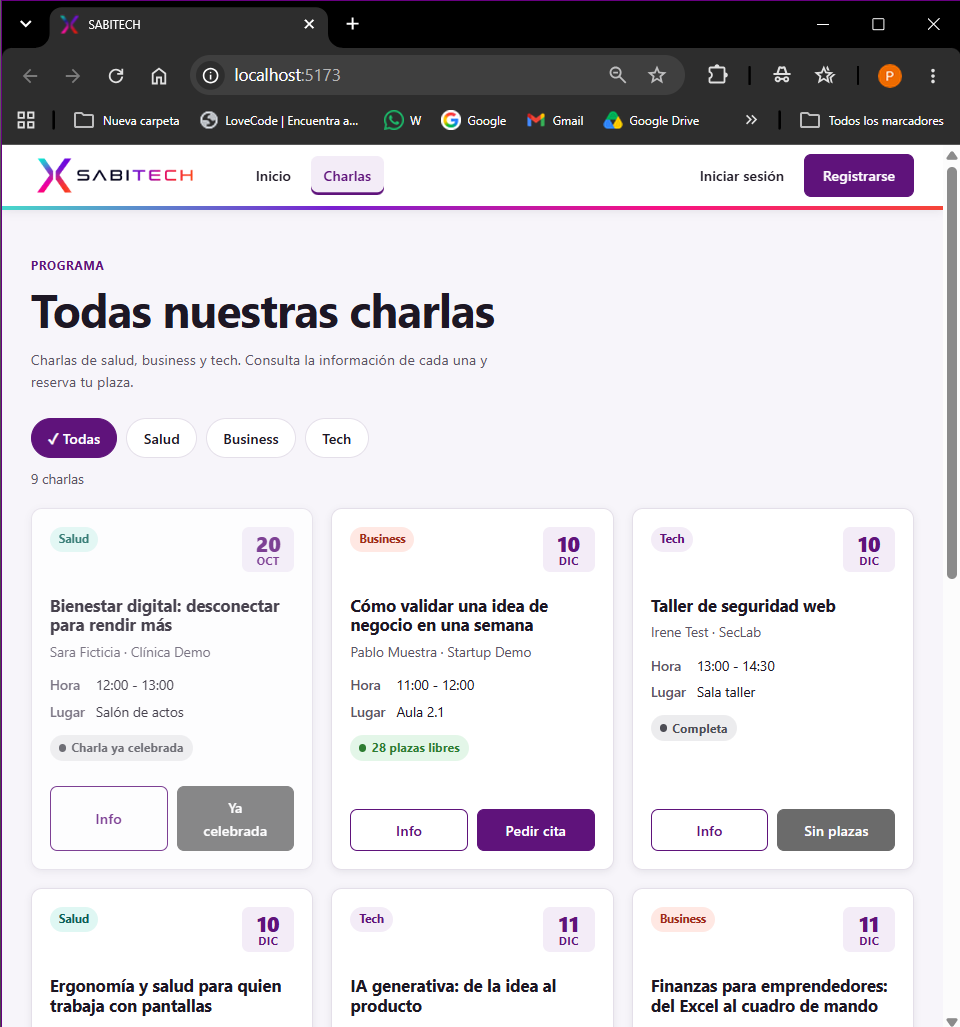 SABITECH
localhost:5173
P
Nueva carpeta
LoveCode | Encuentra a...
W
Google
Gmail
Google Drive
Todos los marcadores
SABITECH
Inicio
Charlas
Iniciar sesión
Registrarse
PROGRAMA
Todas nuestras charlas
Charlas de salud, business y tech. Consulta la información de cada una y
reserva tu plaza.
✓ Todas
Salud
Business
Tech
9 charlas
Salud
20
OCT
Bienestar digital: desconectar
para rendir más
Sara Ficticia · Clínica Demo
Hora 12:00 - 13:00
Lugar Salón de actos
Charla ya celebrada
Info
Ya
celebrada
Business
10
DIC
Cómo validar una idea de
negocio en una semana
Pablo Muestra · Startup Demo
Hora 11:00 - 12:00
Lugar Aula 2.1
28 plazas libres
Info
Pedir cita
Tech
10
DIC
Taller de seguridad web
Irene Test · SecLab
Hora 13:00 - 14:30
Lugar Sala taller
Completa
Info
Sin plazas
Salud
10
DIC
Ergonomía y salud para quien
trabaja con pantallas
Tech
11
DIC
IA generativa: de la idea al
producto
Business
11
DIC
Finanzas para emprendedores:
del Excel al cuadro de mando